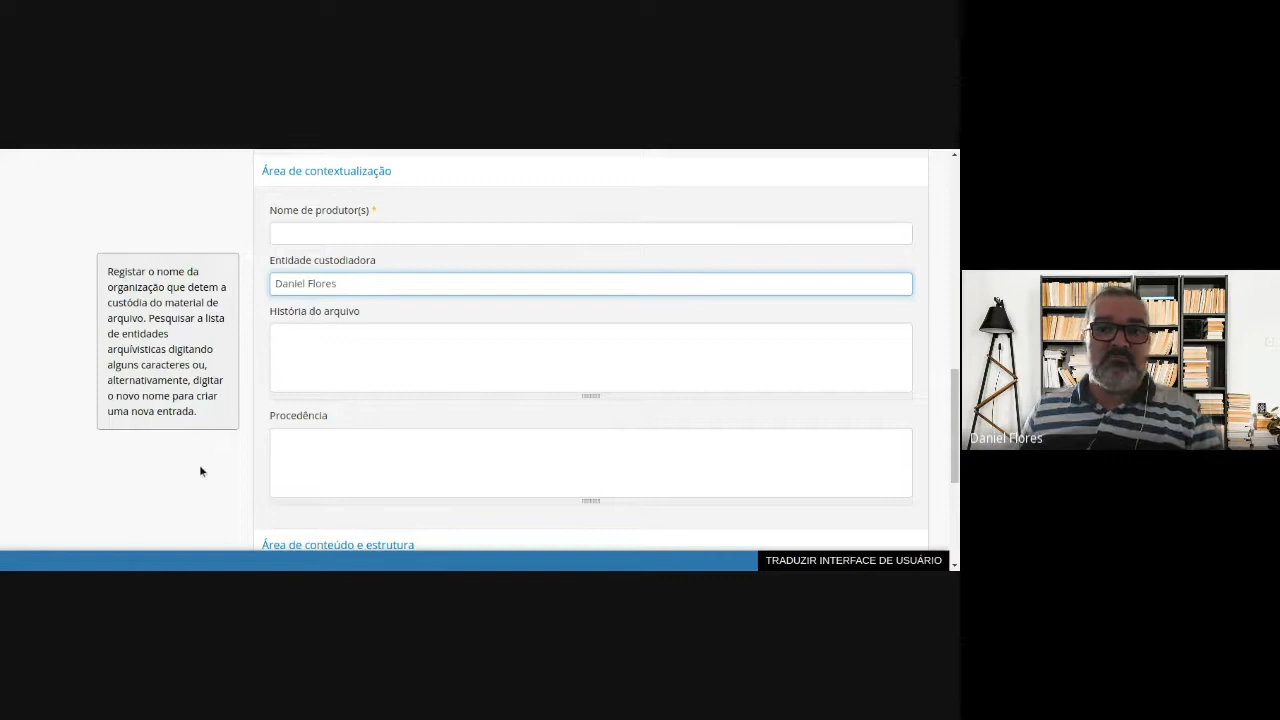 Área de contextualização
Nome de produtor(s) *
Entidade custodiadora
Daniel Flores
História do arquivo
Procedência
Registar o nome da
organização que detem a
custódia do material de
arquivo. Pesquisar a lista
de entidades
arquívisticas digitando
alguns caracteres ou,
alternativamente, digitar
o novo nome para criar
uma nova entrada.
Área de conteúdo e estrutura
TRADUZIR INTERFACE DE USUÁRIO
Daniel Flores